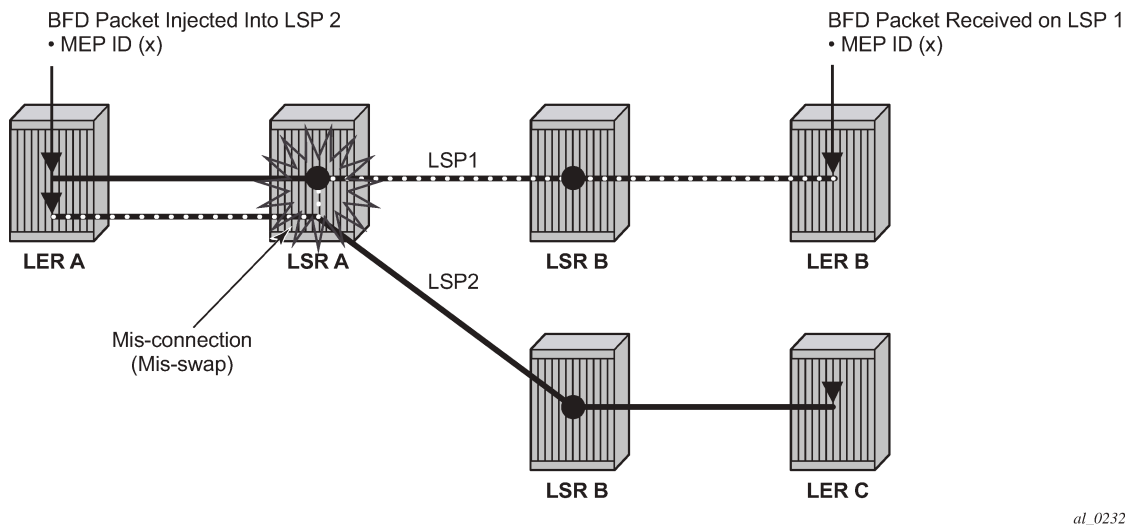 BFD Packet Injected Into LSP 2
• MEP ID (x)
BFD Packet Received on LSP 1
• MEP ID (x)
LSP1
LER A
LSR A
LSR B
LER B
LSP2
Mis-connection
(Mis-swap)
LSR B
LER C
al_0232